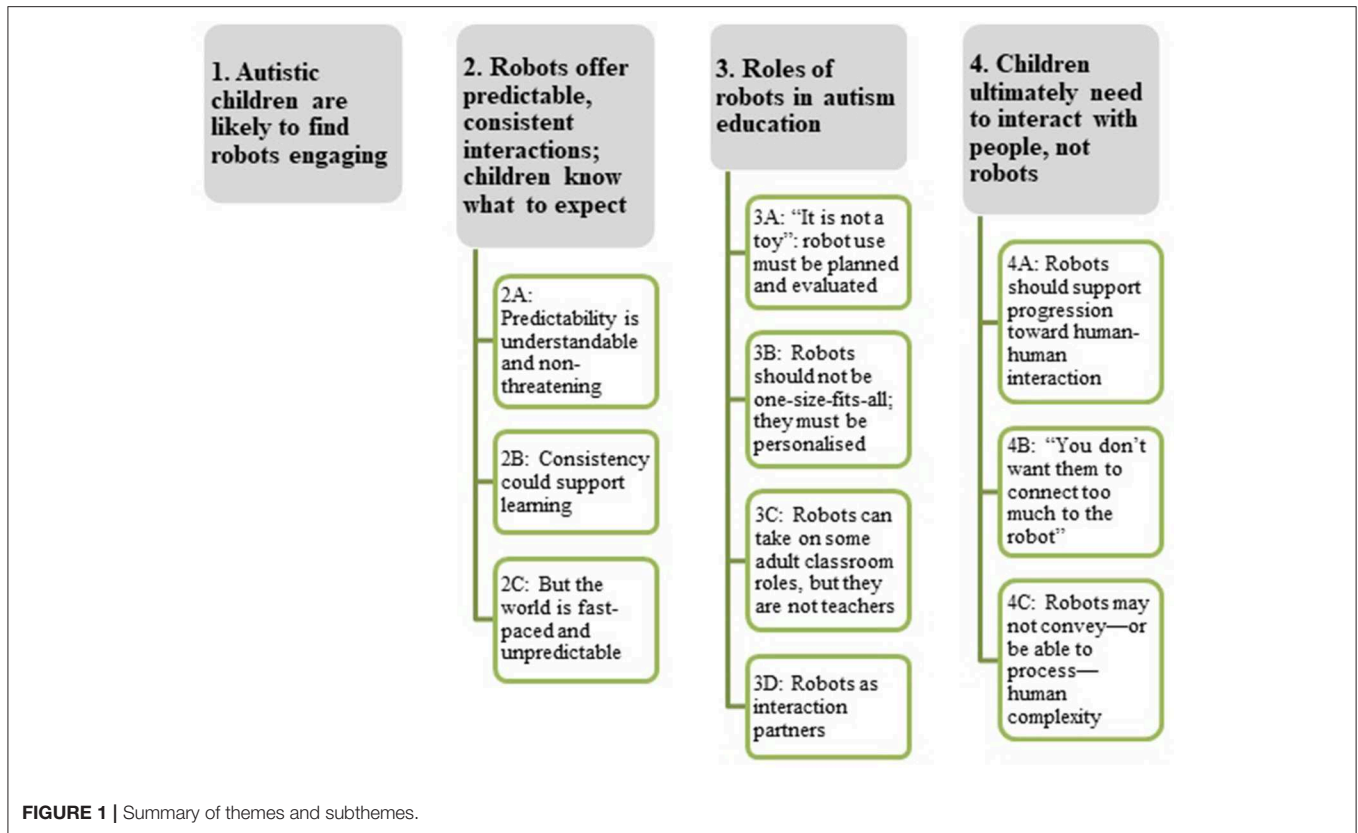 1. Autistic
children are
likely to find
robots engaging
2. Robots offer
predictable,
consistent
interactions;
children know
what to expect
2A:
Predictability is
understandable
and non-
threatening
2B: Consistency
could support
learning
2C: But the
world is fast-
paced and
unpredictable
3. Roles of
robots in autism
education
3A: “It is not a
toy”: robot use
must be planned
and evaluated
3B: Robots
should not be
one-size-fits-all;
they must be
personalised
3C: Robots can
take on some
adult classroom
roles, but they
are not teachers
3D: Robots as
interaction
partners
4. Children
ultimately need
to interact with
people, not
robots
4A: Robots
should support
progression
toward human-
human
interaction
4B: “You don’t
want them to
connect too
much to the
robot”
4C: Robots may
not convey—or
be able to
process—
human
complexity
FIGURE 1 | Summary of themes and subthemes.